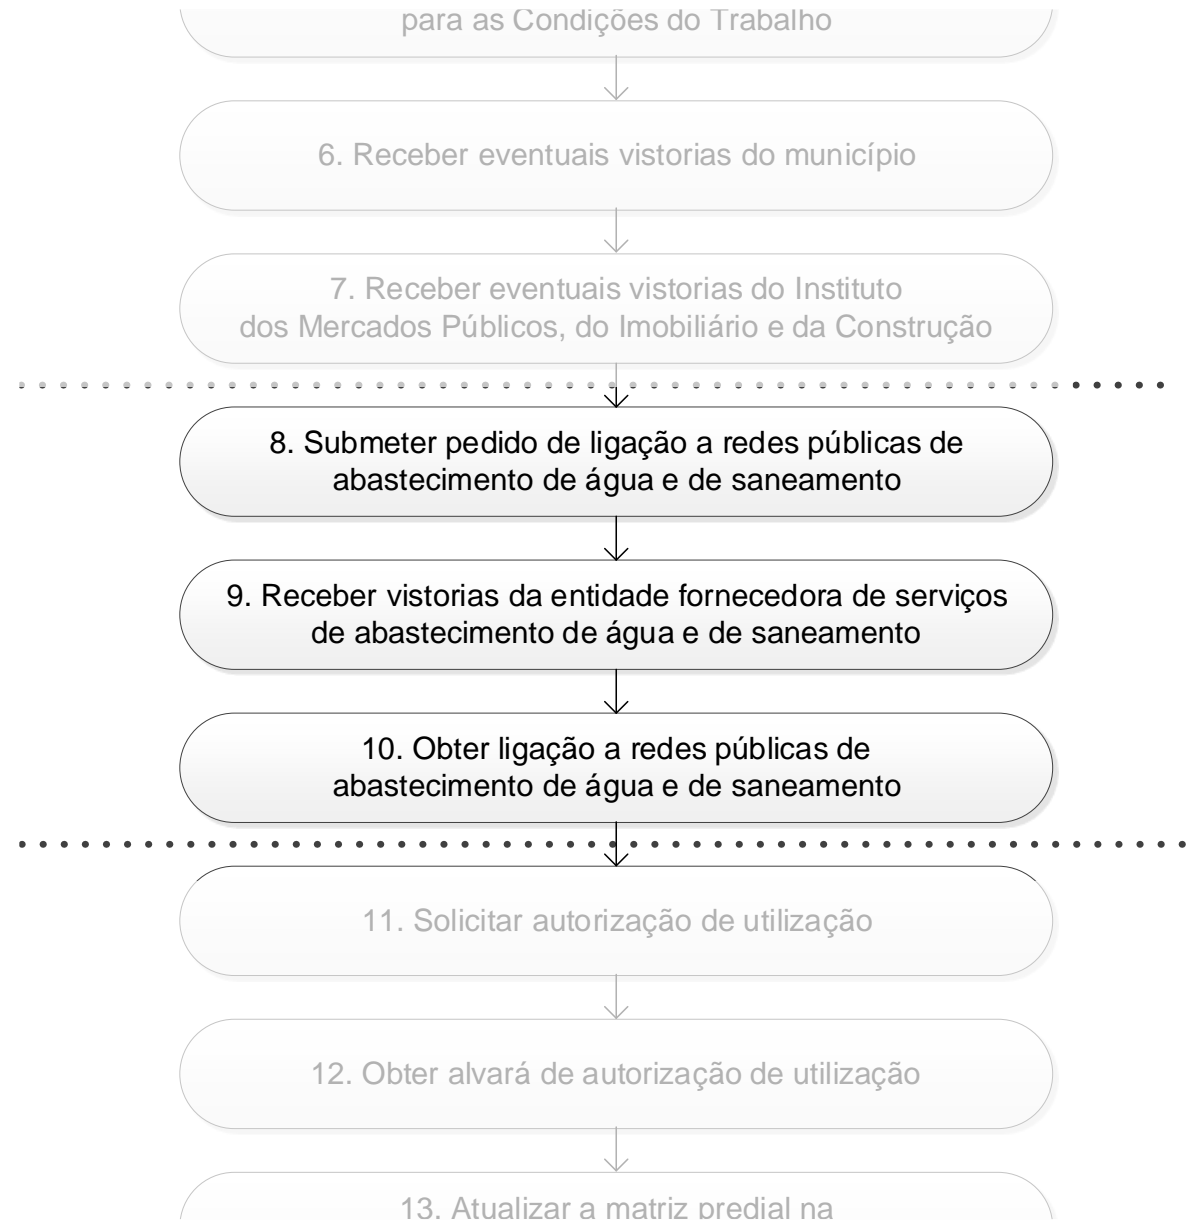 para as Condições do Trabalho
6. Receber eventuais vistorias do município
7. Receber eventuais vistorias do Instituto
dos Mercados Públicos, do Imobiliário e da Construção
8. Submeter pedido de ligação a redes públicas de
abastecimento de água e de saneamento
9. Receber vistorias da entidade fornecedora de serviços
de abastecimento de água e de saneamento
10. Obter ligação a redes públicas de
abastecimento de água e de saneamento
11. Solicitar autorização de utilização
12. Obter alvará de autorização de utilização
13. Atualizar a matriz predial na